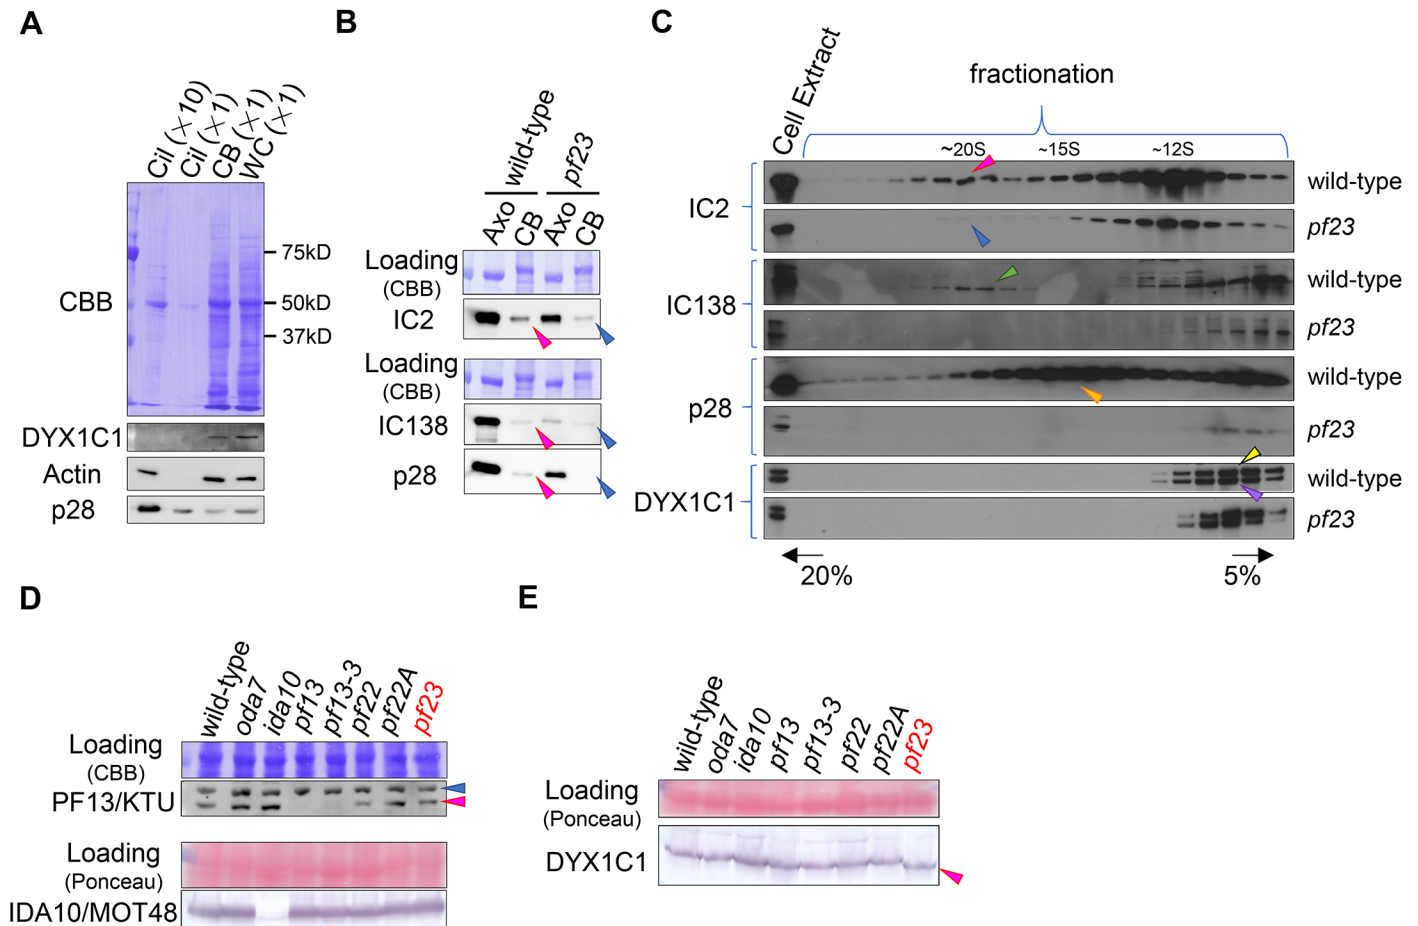 A
Cil (×10)
Cil (×1)
CB (×1)
WC (×1)
CBB
75kD
50kD
37kD
DYX1C1
Actin
p28
B
wild-type
pf23
Axo
CB
Axo
CB
Loading
(CBB)
IC2
Loading
(CBB)
IC138
p28
C
Cell Extract
fractionation
~20S
~15S
~12S
IC2
wild-type
pf23
IC138
wild-type
pf23
p28
wild-type
pf23
DYX1C1
wild-type
pf23
20%
5%
D
wild-type
oda7
ida10
pf13
pf13-3
pf22
pf22A
pf23
Loading
(CBB)
PF13/KTU
Loading
(Ponceau)
IDA10/MOT48
E
wild-type
oda7
ida10
pf13
pf13-3
pf22
pf22A
pf23
Loading
(Ponceau)
DYX1C1